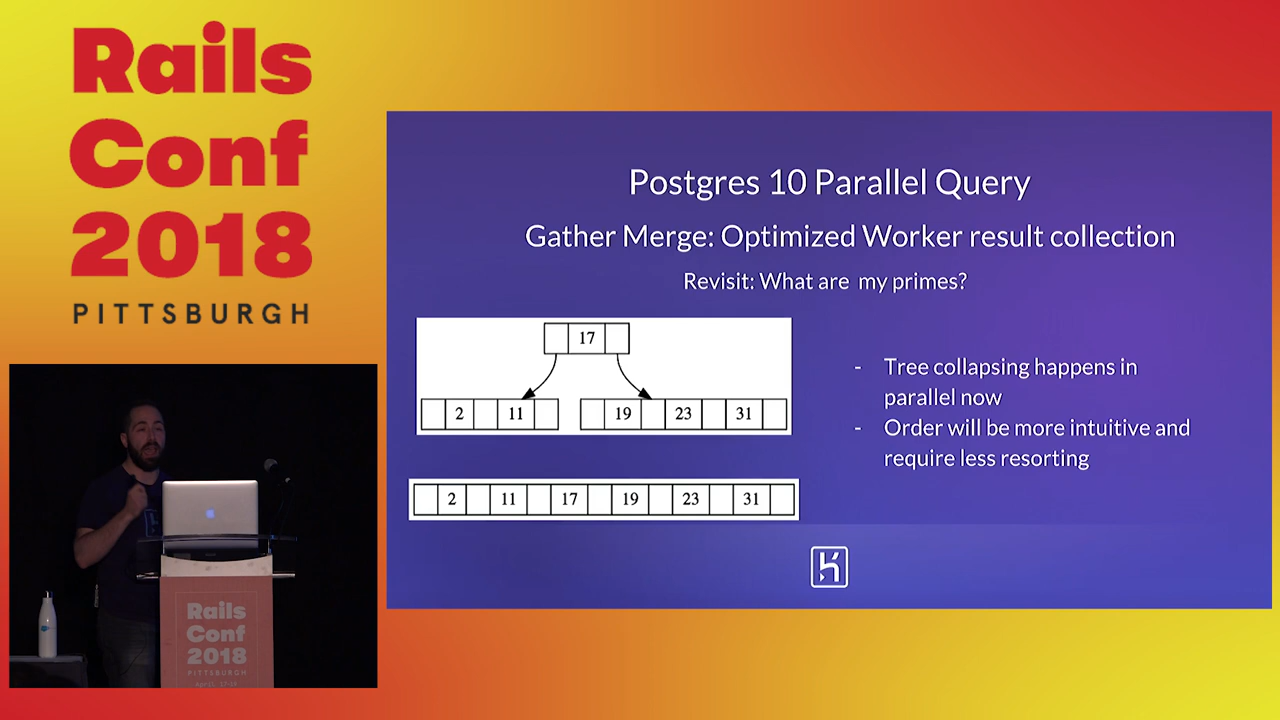 Rails
Conf
2018
PITTSBURGH
Postgres 10 Parallel Query
Gather Merge: Optimized Worker result collection
Revisit: What are my primes?
17
2 11 19 23 31
2 11 17 19 23 31
- Tree collapsing happens in
parallel now
- Order will be more intuitive and
require less resorting
Rails
Conf
2018
PITTSBURGH